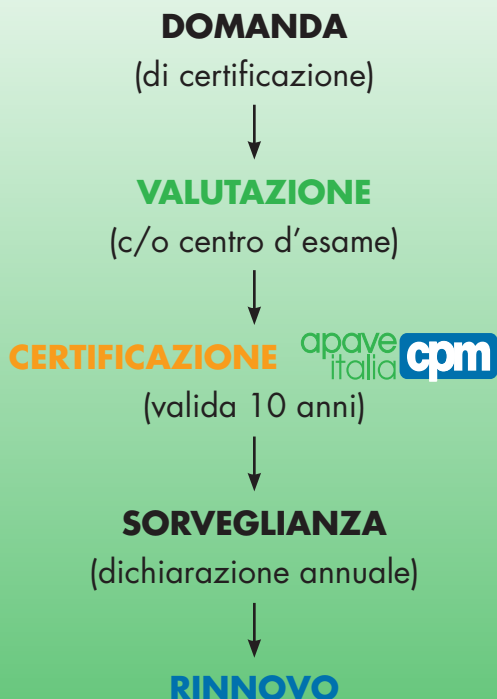 DOMANDA
(di certificazione)
VALUTAZIONE
(c/o centro d’esame)
CERTIFICAZIONE apave italia cpm
(valida 10 anni)
SORVEGLIANZA
(dichiarazione annuale)
RINNOVO